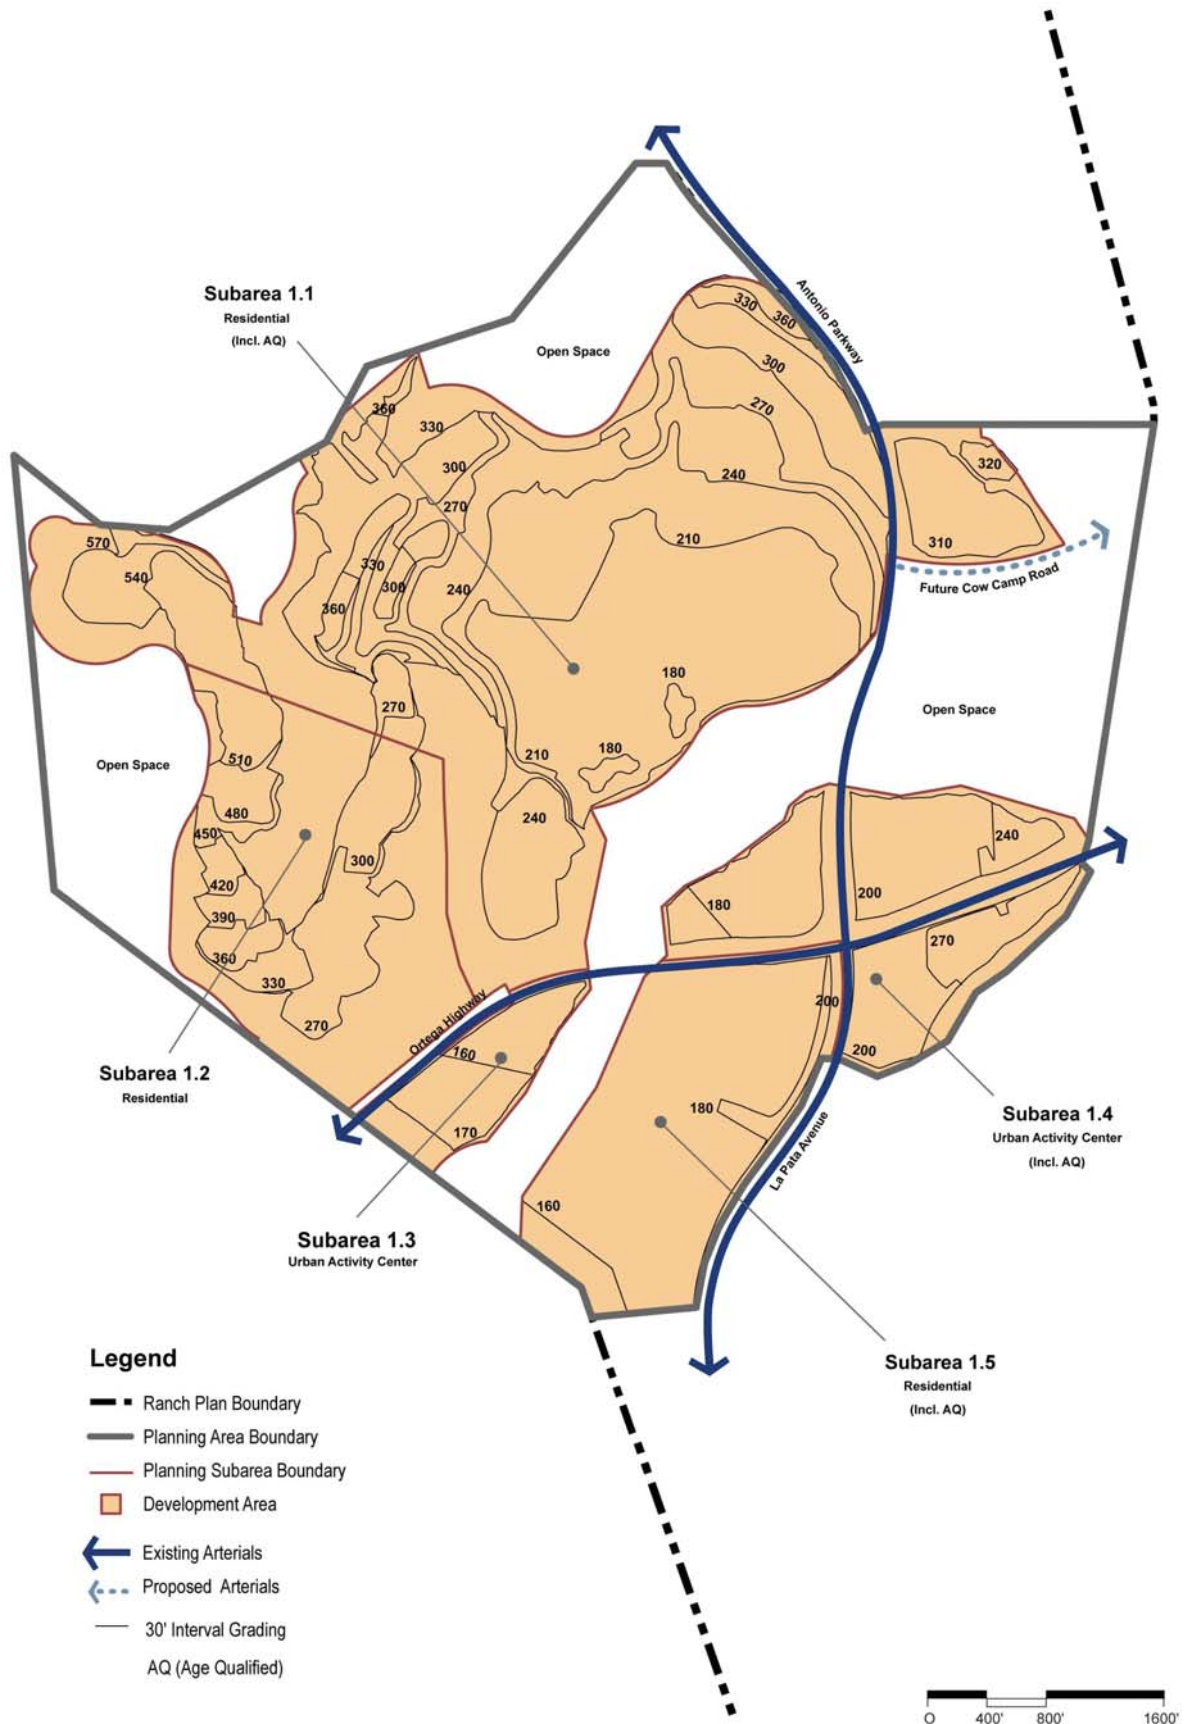 Subarea 1.1
Residential
(Incl. AQ)
Open Space
Antonio Parkway
330
360
300
270
240
210
360
330
300
270
330
300
360
240
320
310
Future Cow Camp Road
570
540
180
180
270
210
Open Space
Open Space
510
480
450
420
390
360
330
270
300
240
240
200
180
270
200
200
Ortega Highway
160
170
180
160
La Pata Avenue
Subarea 1.2
Residential
Subarea 1.3
Urban Activity Center
Subarea 1.4
Urban Activity Center
(Incl. AQ)
Subarea 1.5
Residential
(Incl. AQ)
Legend
Ranch Plan Boundary
Planning Area Boundary
Planning Subarea Boundary
Development Area
Existing Arterials
Proposed Arterials
30' Interval Grading
AQ (Age Qualified)
O 400' 800' 1600'